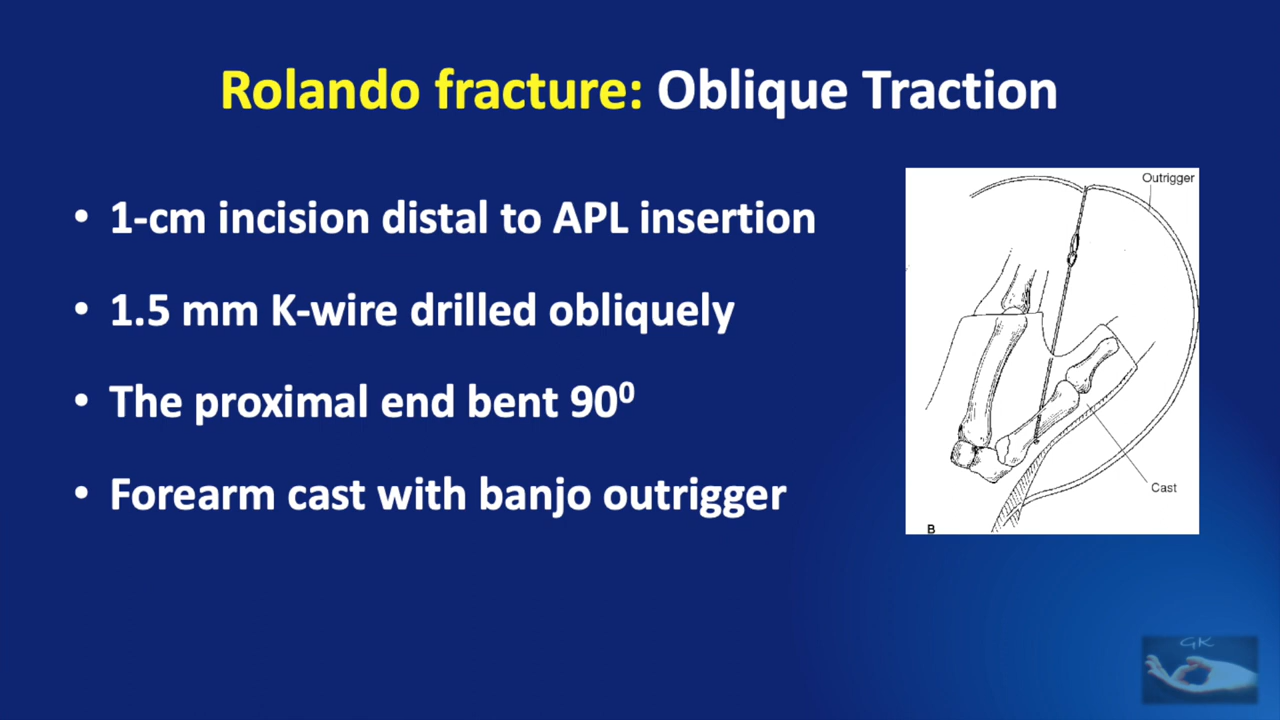 Rolando fracture: Oblique Traction
• 1-cm incision distal to APL insertion
• 1.5 mm K-wire drilled obliquely
• The proximal end bent 90⁰
• Forearm cast with banjo outrigger
Outrigger
Cast
B
GK